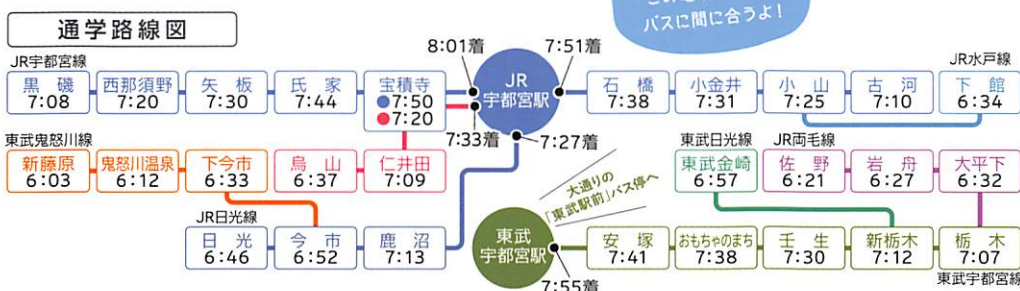 バスに間に合うよ!
通学路線図
JR宇都宮線
8:01着
7:51着
JR水戸線
黒磯
7:08
西那須野
7:20
矢板
7:30
氏家
7:44
宝積寺
7:50
7:20
JR
宇都宮駅
石橋
7:38
小金井
7:31
小山
7:25
古河
7:10
下館
6:34
7:33着
7:27着
東武鬼怒川線
新藤原
6:03
鬼怒川温泉
6:12
下今市
6:33
烏山
6:37
仁井田
7:09
東武日光線
東武金崎
6:57
JR両毛線
佐野
6:21
岩舟
6:27
大平下
6:32
大通りの
「東武駅前」バス停へ
JR日光線
日光
6:46
今市
6:52
鹿沼
7:13
東武
宇都宮駅
安塚
7:41
おもちゃのまち
7:38
壬生
7:30
新栃木
7:12
栃木
7:07
7:55着
東武宇都宮線